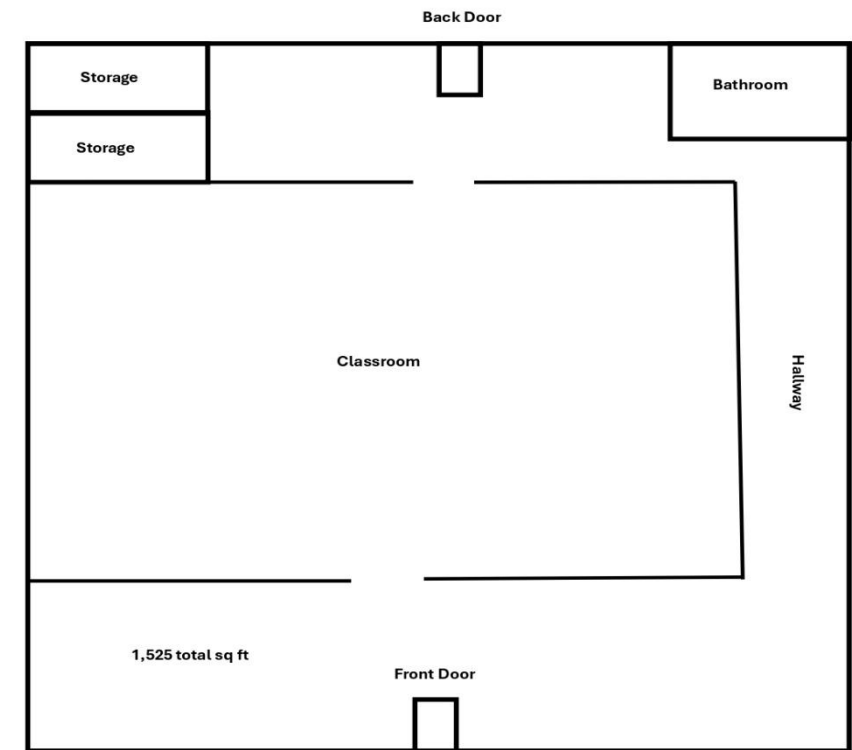 Back Door
Storage
Bathroom
Storage
Classroom
Hallway
1,525 total sq ft
Front Door